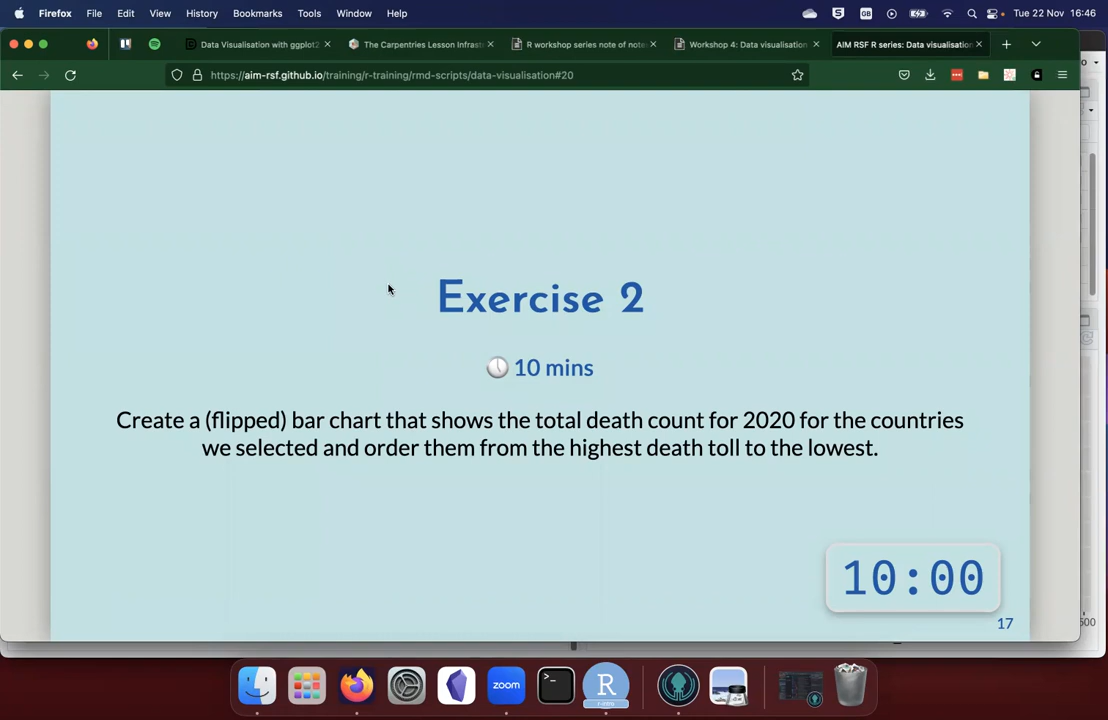 Firefox File Edit View History Bookmarks Tools Window Help GB Tue 22 Nov 16:46
Data Visualisation with ggplot2 The Carpentries Lesson Infrast R workshop series note of note Workshop 4: Data visualisation AIM RSF R series: Data visualisation
https://aim-rsf.github.io/training/r-training/rmd-scripts/data-visualisation#20
Exercise 2
10 mins
Create a (flipped) bar chart that shows the total death count for 2020 for the countries
we selected and order them from the highest death toll to the lowest.
10:00
17
zoom
>_
R